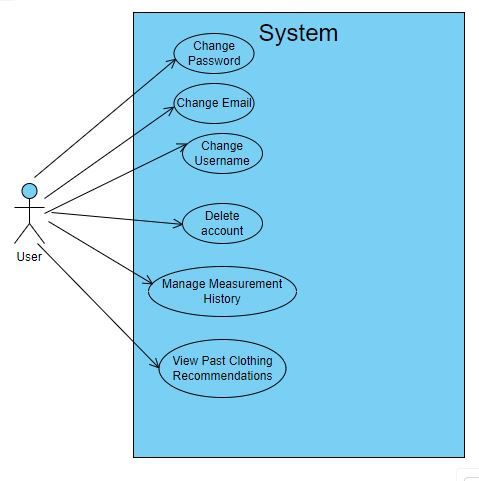 System
Change
Password
Change Email
Change
Username
Delete
account
User
Manage Measurement
History
View Past Clothing
Recommendations